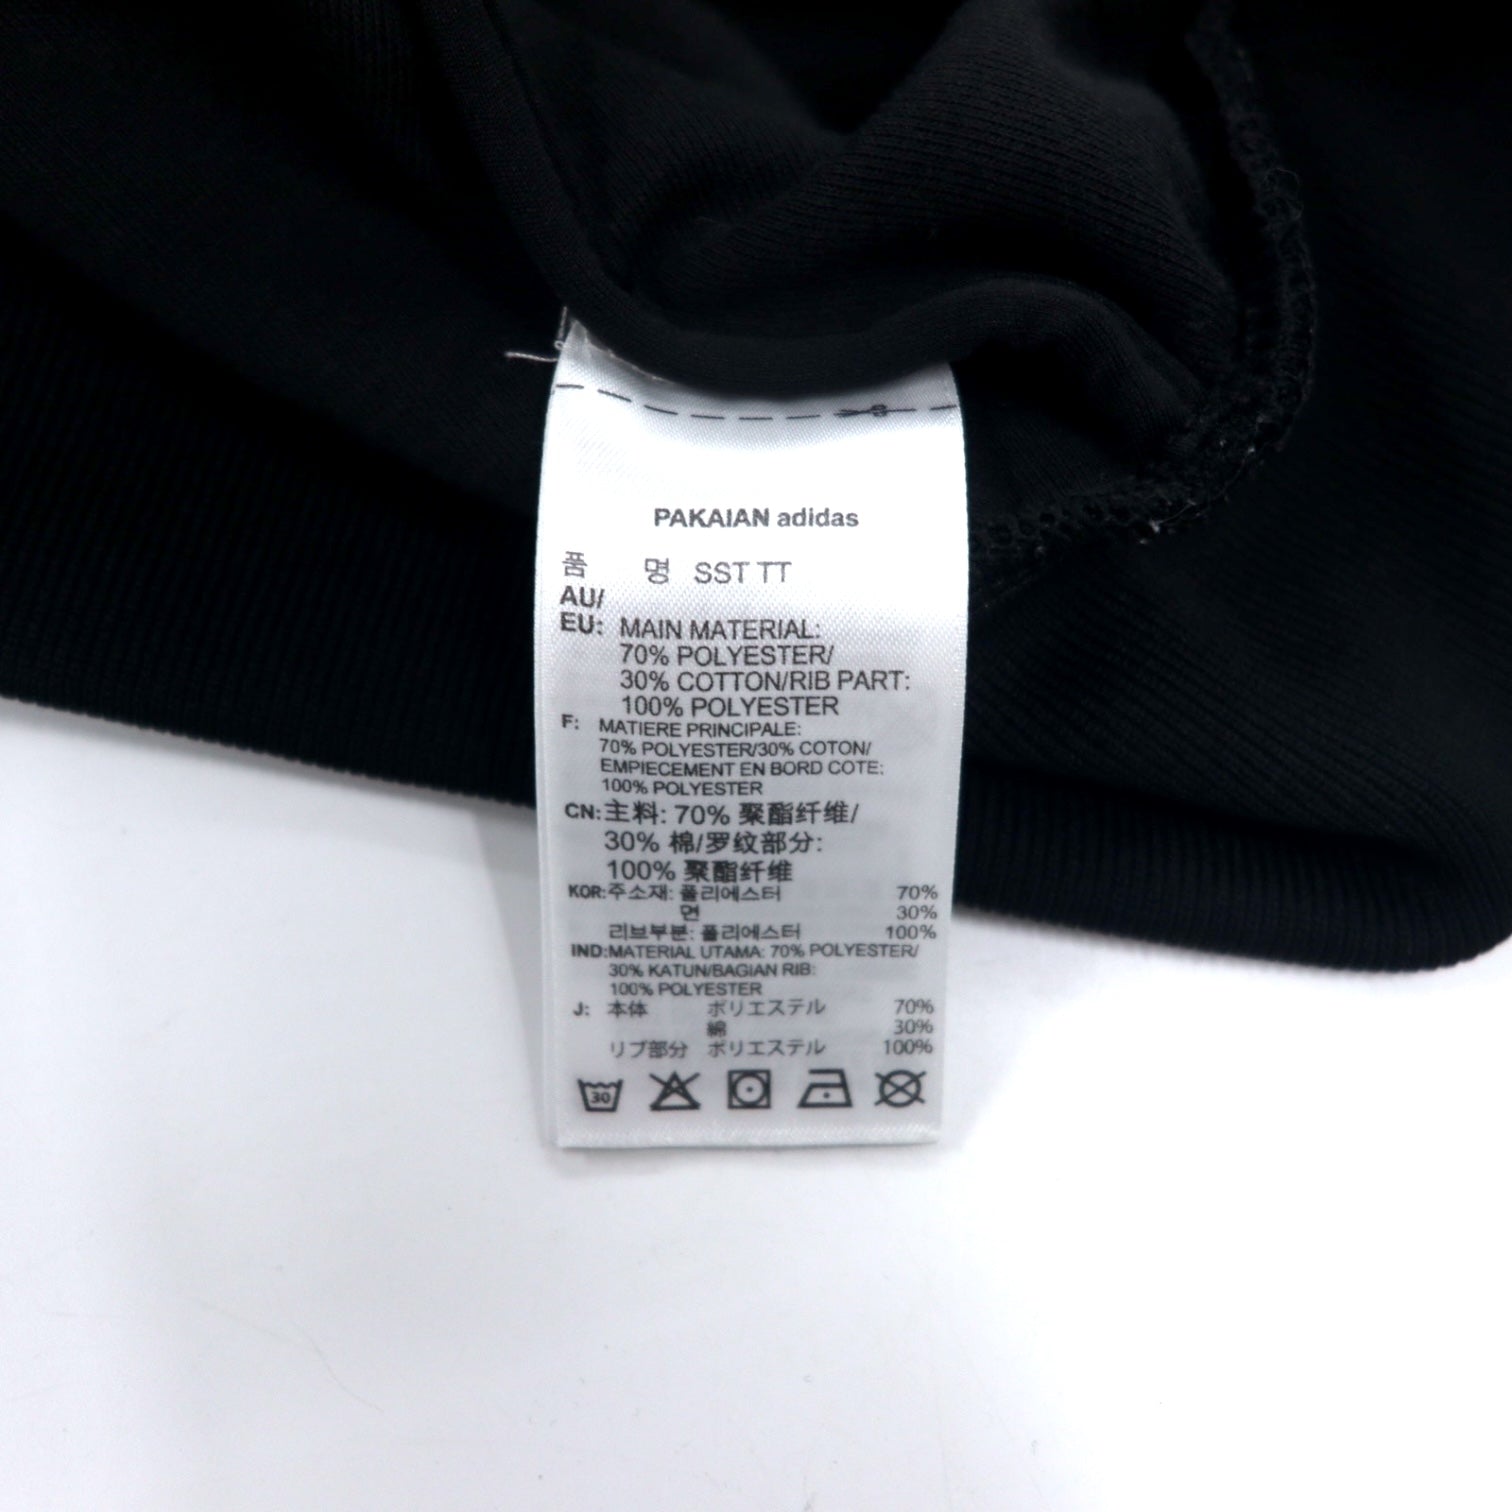 PAKAIAN adidas
품 명 SST TT
AU/
EU: MAIN MATERIAL:
70% POLYESTER/
30% COTTON/RIB PART:
100% POLYESTER
F: MATIERE PRINCIPALE:
70% POLYESTER/30% COTON/
EMPIECEMENT EN BORD COTE:
100% POLYESTER
CN: 主料: 70% 聚酯纤维/
30% 棉/罗纹部分:
100% 聚酯纤维
KOR: 주소재: 폴리에스터 70%
면 30%
리브부분: 폴리에스터 100%
IND: MATERIAL UTAMA: 70% POLYESTER/
30% KATUN/BAGIAN RIB:
100% POLYESTER
J: 本体 ポリエステル 70%
綿 30%
リブ部分 ポリエステル 100%
30